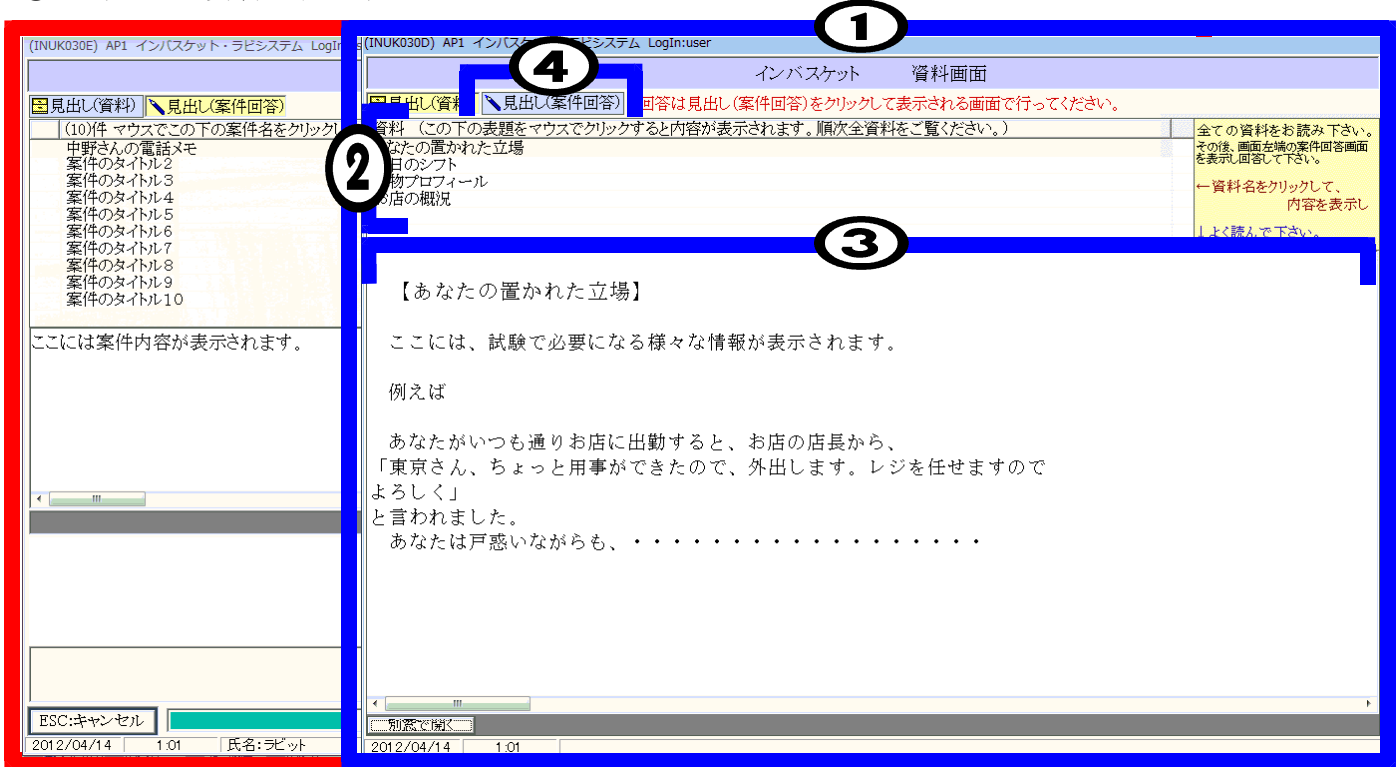 (INUK030E) AP1 インバスケット・ラビシステム LogIn
見出し(資料) 見出し(案件回答)
(10)件 マウスでこの下の案件名をクリック
中野さんの電話メモ
案件のタイトル2
案件のタイトル3
案件のタイトル4
案件のタイトル5
案件のタイトル6
案件のタイトル7
案件のタイトル8
案件のタイトル9
案件のタイトル10
ここには案件内容が表示されます。
ESC:キャンセル
2012/04/14 1:01 氏名:ラビット
1
(INUK030D) AP1 インバスケ ラビシステム LogIn:user
インバスケット 資料画面
4
見出し(資料 見出し(案件回答) 回答は見出し(案件回答)をクリックして表示される画面で行ってください。
2
資料 (この下の表題をマウスでクリックすると内容が表示されます。順次全資料をご覧ください。)
なたの置かれた立場
日のシフト
物プロフィール
お店の概況
全ての資料をお読み下さい。
その後、画面左端の案件回答画面
を表示し回答して下さい。
←資料名をクリックして、
内容を表示し
↓よく読んで下さい。
3
【あなたの置かれた立場】
ここには、試験で必要になる様々な情報が表示されます。
例えば
あなたがいつも通りお店に出勤すると、お店の店長から、
「東京さん、ちょっと用事ができたので、外出します。レジを任せますので
よろしく」
と言われました。
あなたは戸惑いながらも、・・・・・・・・・・・・・・・・・・
別窓で開く
2012/04/14 1:01